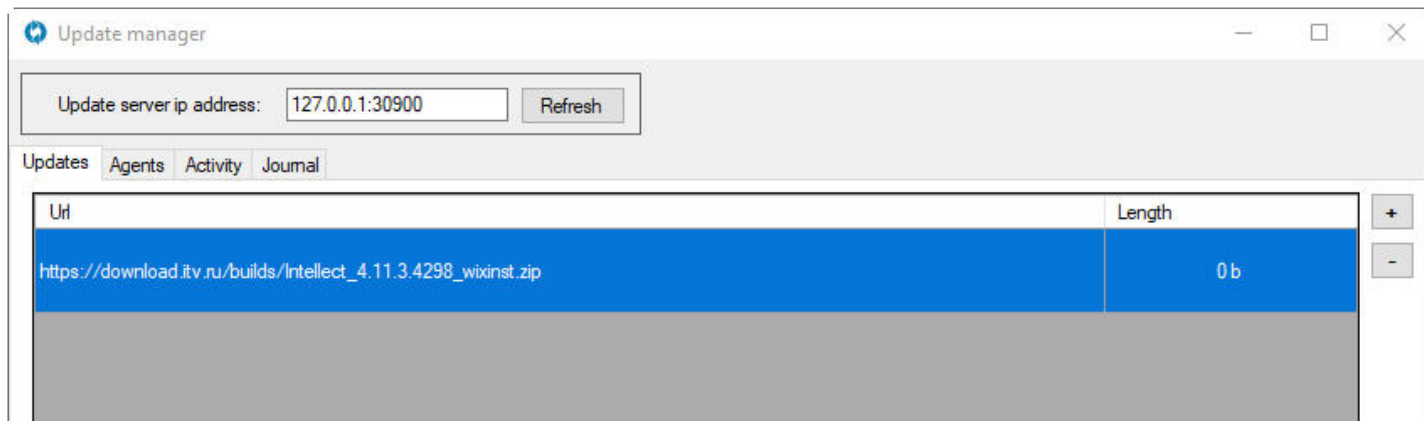 Update manager
Update server ip address: 127.0.0.1:30900 Refresh
Updates Agents Activity Journal
Url Length +
https://download.itv.ru/builds/Intellect_4.11.3.4298_wixinst.zip 0 b -